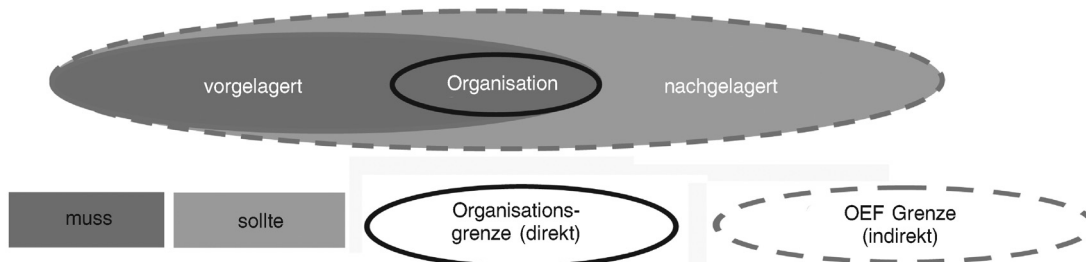 vorgelagert
Organisation
nachgelagert
muss
sollte
Organisations-
grenze (direkt)
OEF Grenze
(indirekt)